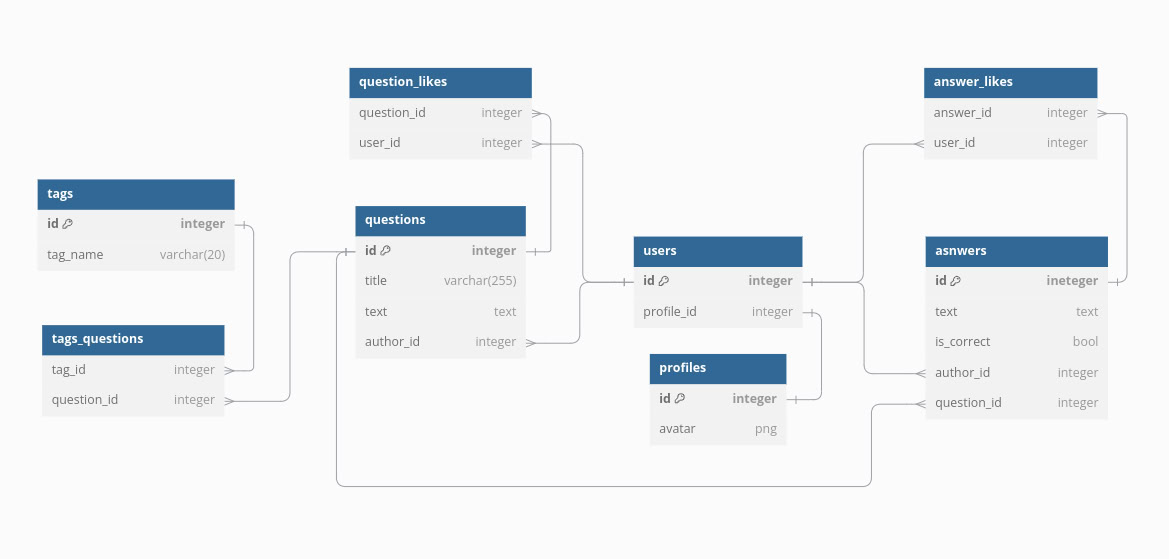 question_likes
question_id integer
user_id integer
answer_likes
answer_id integer
user_id integer
tags
id integer
tag_name varchar(20)
questions
id integer
title varchar(255)
text text
author_id integer
users
id integer
profile_id integer
asnwers
id ineteger
text text
is_correct bool
author_id integer
question_id integer
tags_questions
tag_id integer
question_id integer
profiles
id integer
avatar png